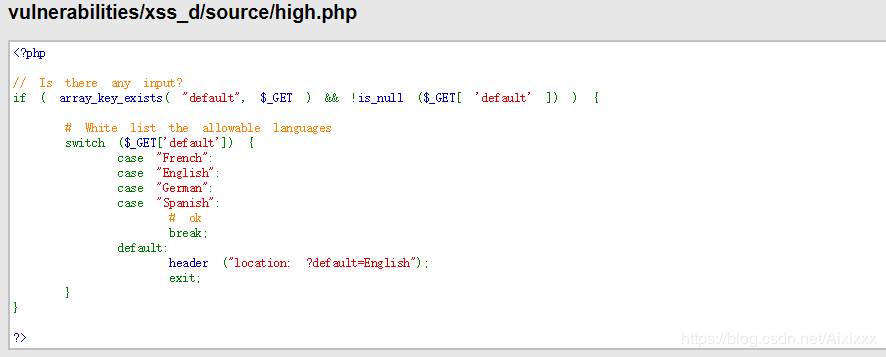 vulnerabilities/xss_d/source/high.php
<?php
// Is there any input?
if ( array_key_exists( "default", $_GET ) && !is_null ($_GET[ 'default' ]) ) {
# White list the allowable languages
switch ($_GET['default']) {
case "French":
case "English":
case "German":
case "Spanish":
# ok
break;
default:
header ("location: ?default=English");
exit;
}
}
?>
https://blog.csdn.net/Aixixxx